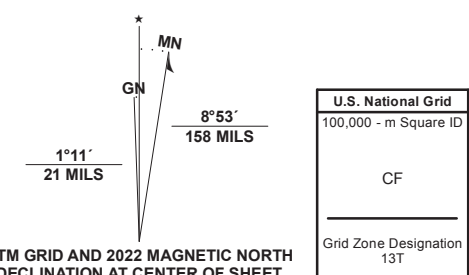 ★
MN
GN
8°53´
158 MILS
1°11´
21 MILS
TM GRID AND 2022 MAGNETIC NORTH
DECLINATION AT CENTER OF SHEET
U.S. National Grid
100,000 - m Square ID
CF
Grid Zone Designation
13T